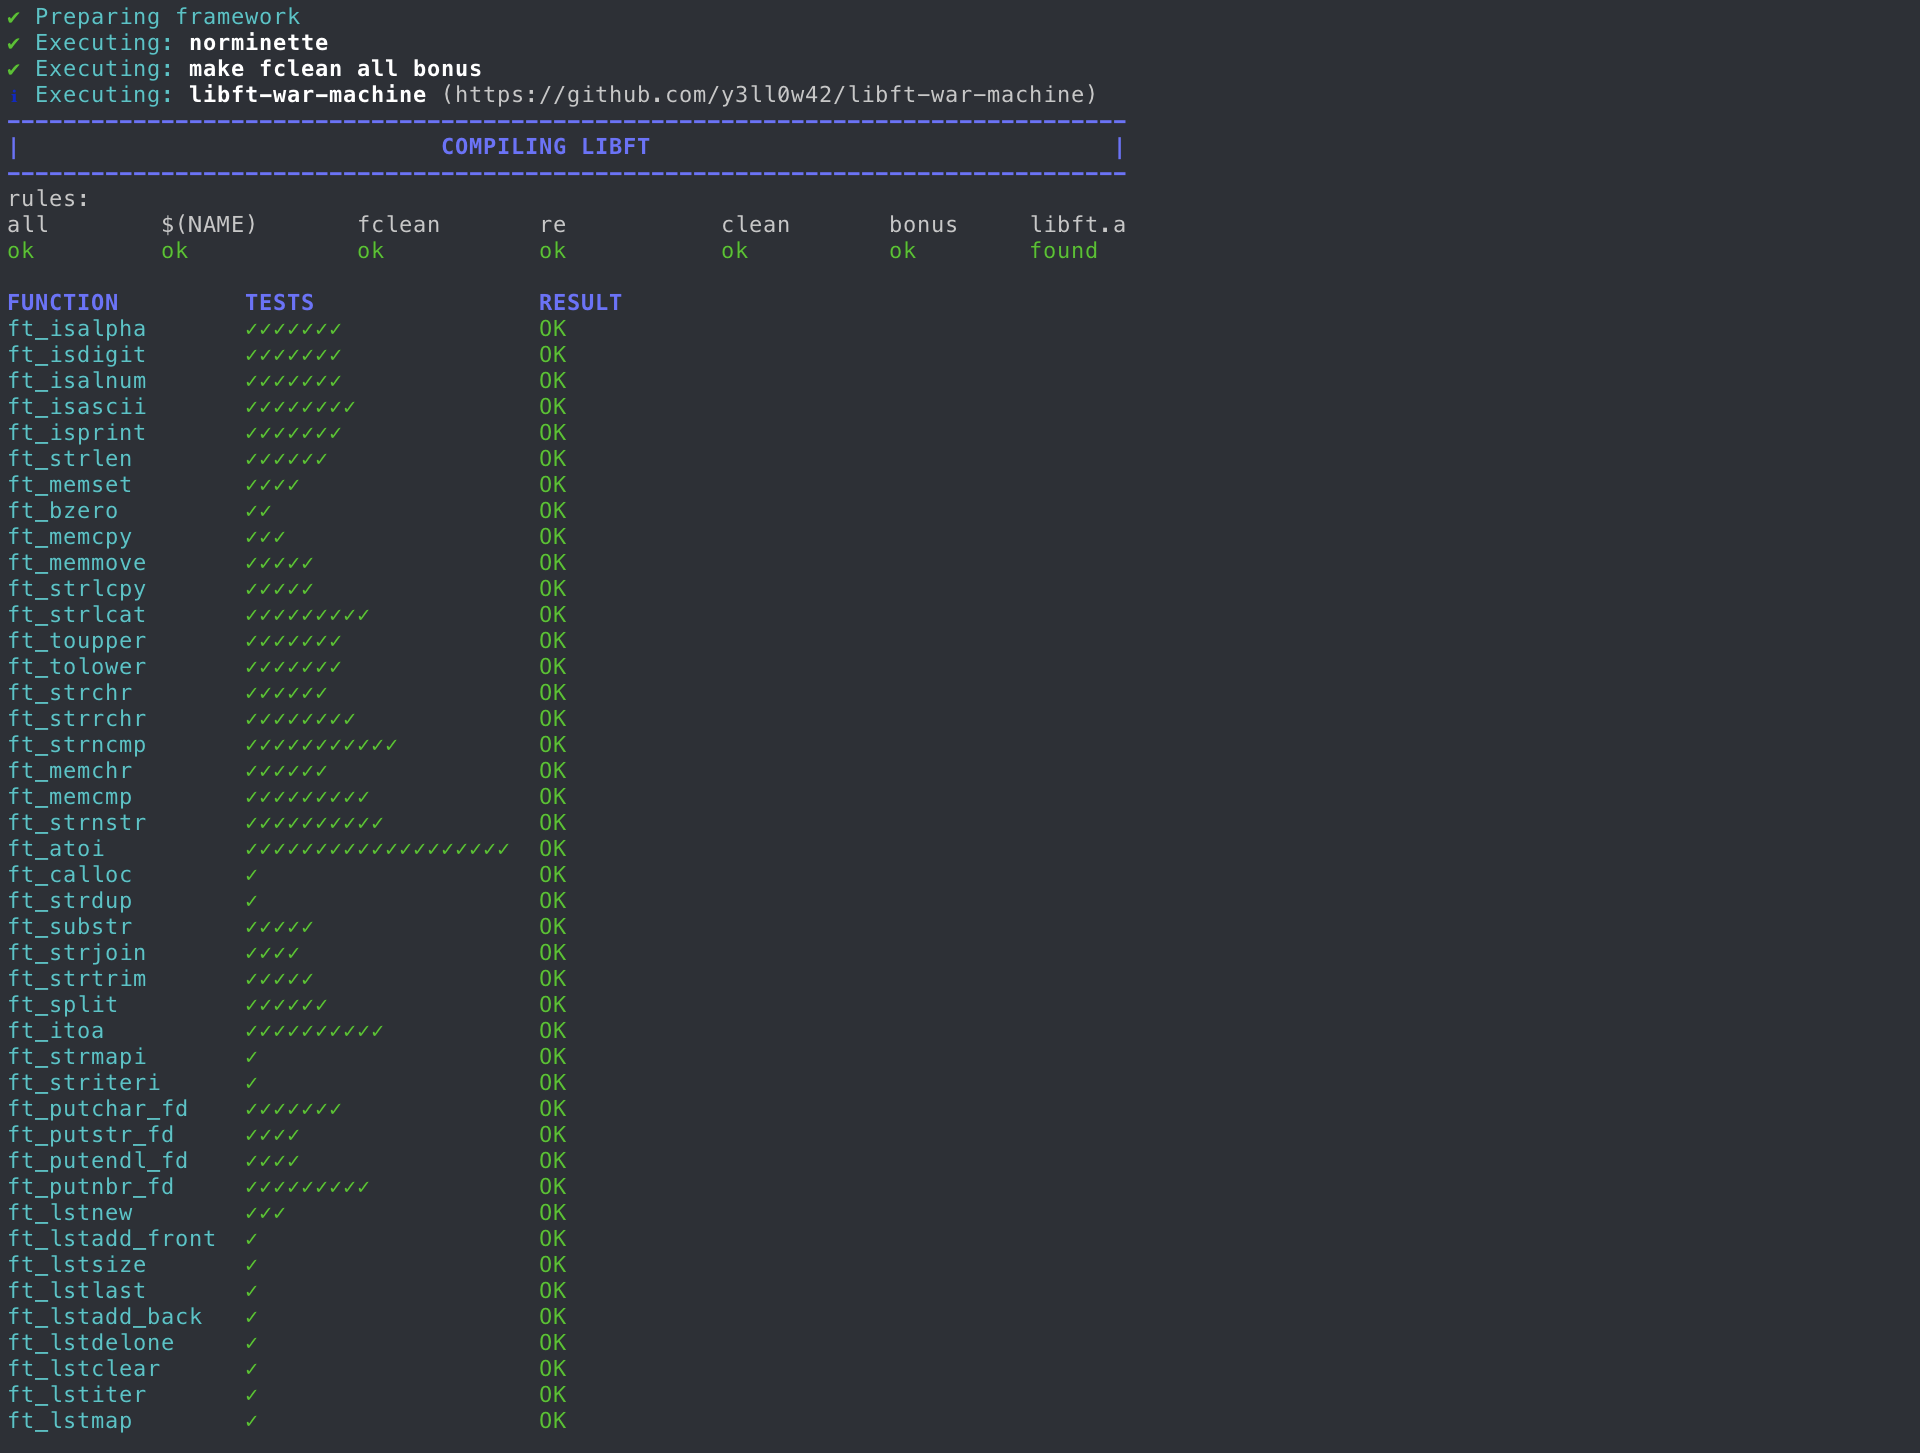 ✔ Preparing framework
✔ Executing: norminette
✔ Executing: make fclean all bonus
Executing: libft-war-machine (https://github.com/y3ll0w42/libft-war-machine)
--------------------------------------------------------------------------------
| COMPILING LIBFT |
--------------------------------------------------------------------------------
rules:
all $(NAME) fclean re clean bonus libft.a
ok ok ok ok ok ok found
FUNCTION TESTS RESULT
ft_isalpha ✓✓✓✓✓✓✓ OK
ft_isdigit ✓✓✓✓✓✓✓ OK
ft_isalnum ✓✓✓✓✓✓✓ OK
ft_isascii ✓✓✓✓✓✓✓✓ OK
ft_isprint ✓✓✓✓✓✓✓ OK
ft_strlen ✓✓✓✓✓✓ OK
ft_memset ✓✓✓✓ OK
ft_bzero ✓✓ OK
ft_memcpy ✓✓✓ OK
ft_memmove ✓✓✓✓✓ OK
ft_strlcpy ✓✓✓✓✓ OK
ft_strlcat ✓✓✓✓✓✓✓✓✓ OK
ft_toupper ✓✓✓✓✓✓✓ OK
ft_tolower ✓✓✓✓✓✓✓ OK
ft_strchr ✓✓✓✓✓✓ OK
ft_strrchr ✓✓✓✓✓✓✓✓ OK
ft_strncmp ✓✓✓✓✓✓✓✓✓✓✓ OK
ft_memchr ✓✓✓✓✓✓ OK
ft_memcmp ✓✓✓✓✓✓✓✓✓ OK
ft_strnstr ✓✓✓✓✓✓✓✓✓✓ OK
ft_atoi ✓✓✓✓✓✓✓✓✓✓✓✓✓✓✓✓✓✓✓ OK
ft_calloc ✓ OK
ft_strdup ✓ OK
ft_substr ✓✓✓✓✓ OK
ft_strjoin ✓✓✓✓ OK
ft_strtrim ✓✓✓✓✓ OK
ft_split ✓✓✓✓✓✓ OK
ft_itoa ✓✓✓✓✓✓✓✓✓✓ OK
ft_strmapi ✓ OK
ft_striteri ✓ OK
ft_putchar_fd ✓✓✓✓✓✓✓ OK
ft_putstr_fd ✓✓✓✓ OK
ft_putendl_fd ✓✓✓✓ OK
ft_putnbr_fd ✓✓✓✓✓✓✓✓✓ OK
ft_lstnew ✓✓✓ OK
ft_lstadd_front ✓ OK
ft_lstsize ✓ OK
ft_lstlast ✓ OK
ft_lstadd_back ✓ OK
ft_lstdelone ✓ OK
ft_lstclear ✓ OK
ft_lstiter ✓ OK
ft_lstmap ✓ OK